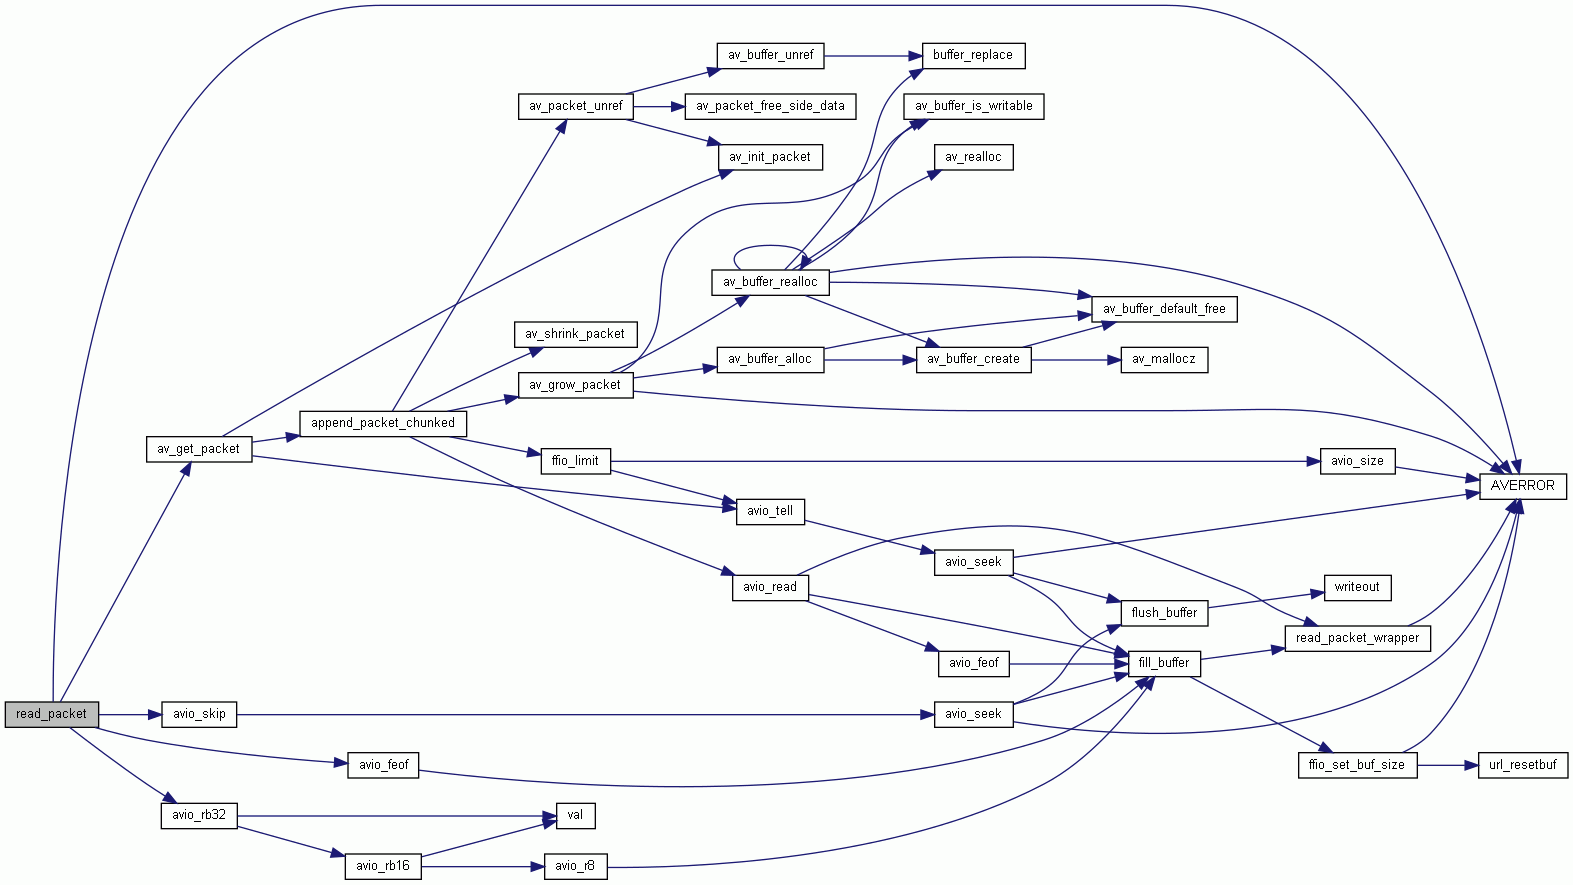 av_buffer_unref
buffer_replace
av_packet_unref
av_packet_free_side_data
av_buffer_is_writable
av_init_packet
av_realloc
av_buffer_realloc
av_buffer_default_free
av_shrink_packet
av_buffer_alloc
av_buffer_create
av_mallocz
av_grow_packet
append_packet_chunked
av_get_packet
ffio_limit
avio_size
AVERROR
avio_tell
avio_seek
avio_read
writeout
flush_buffer
read_packet_wrapper
avio_feof
fill_buffer
read_packet
avio_skip
avio_seek
avio_feof
ffio_set_buf_size
url_resetbuf
avio_rb32
val
avio_rb16
avio_r8